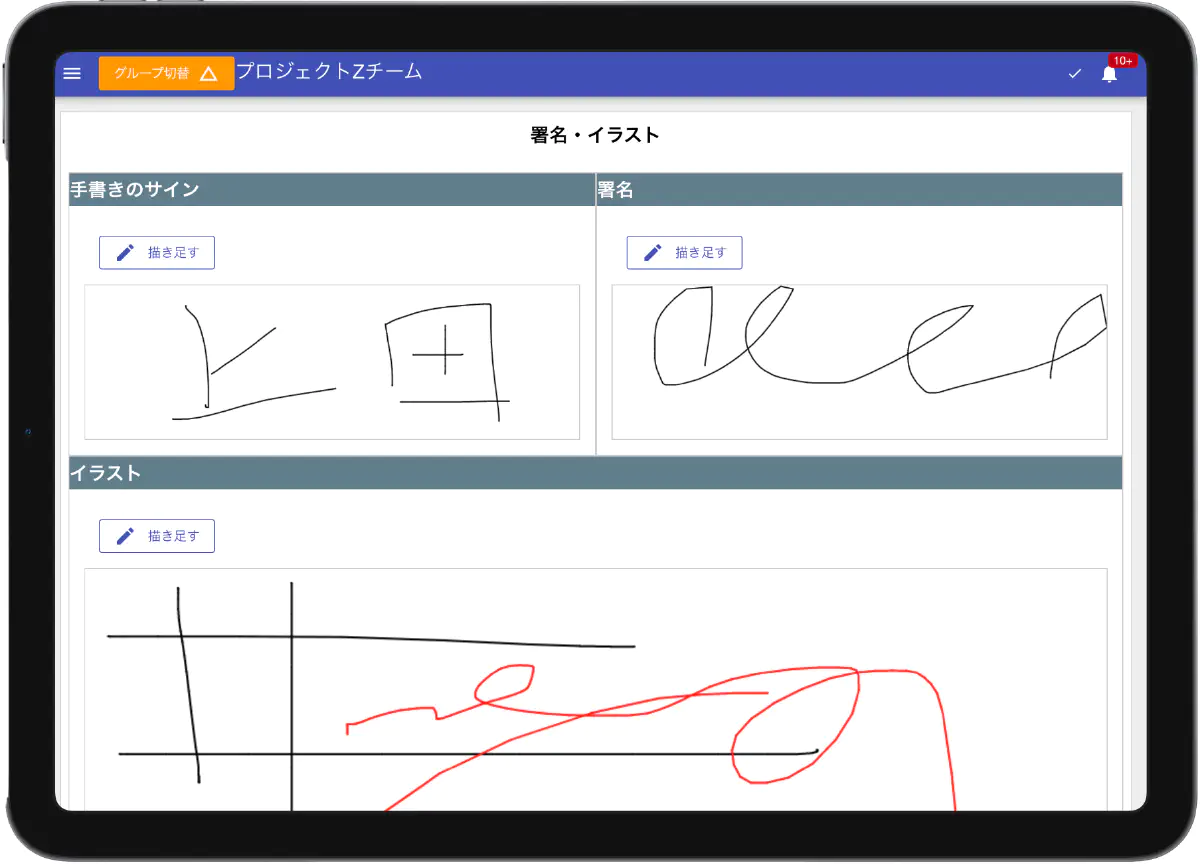 グループ切替 プロジェクトZチーム 10+
署名・イラスト
手書きのサイン 署名
描き足す 描き足す
イラスト
描き足す